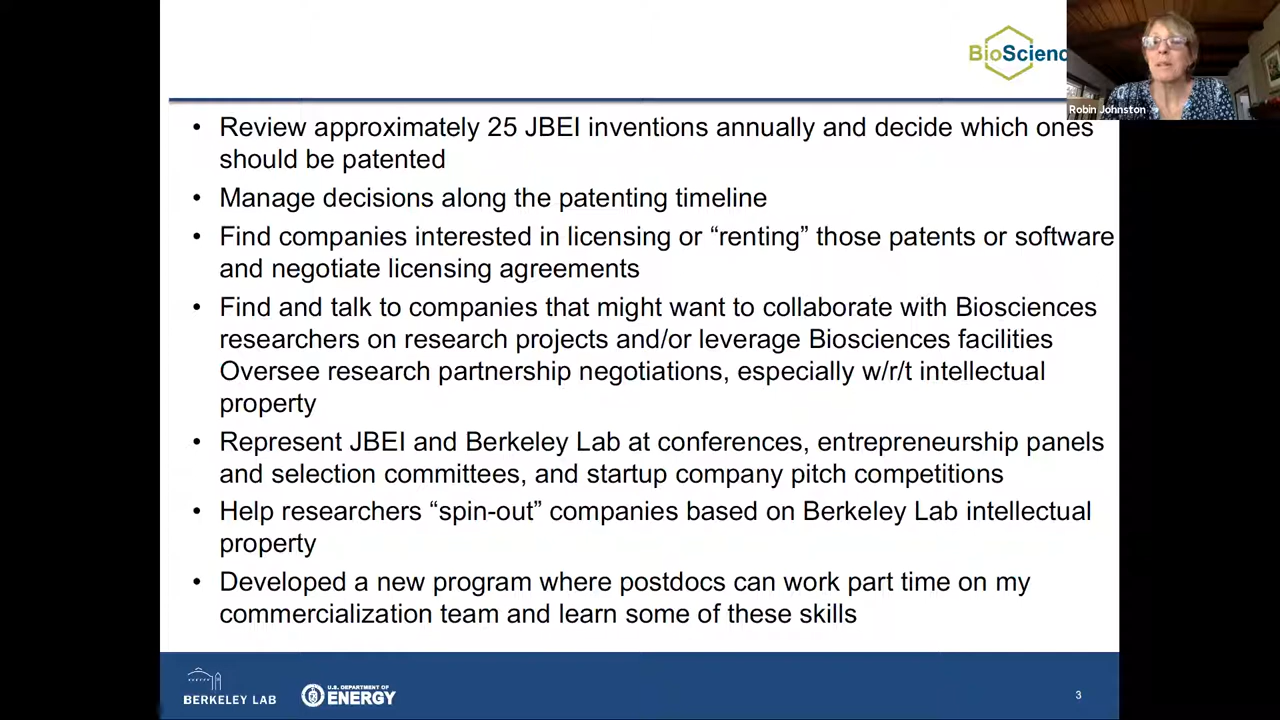 BioScienc
Robin Johnston
• Review approximately 25 JBEI inventions annually and decide which ones
should be patented
• Manage decisions along the patenting timeline
• Find companies interested in licensing or “renting” those patents or software
and negotiate licensing agreements
• Find and talk to companies that might want to collaborate with Biosciences
researchers on research projects and/or leverage Biosciences facilities
Oversee research partnership negotiations, especially w/r/t intellectual
property
• Represent JBEI and Berkeley Lab at conferences, entrepreneurship panels
and selection committees, and startup company pitch competitions
• Help researchers “spin-out” companies based on Berkeley Lab intellectual
property
• Developed a new program where postdocs can work part time on my
commercialization team and learn some of these skills
BERKELEY LAB
U.S. DEPARTMENT OF
ENERGY
3